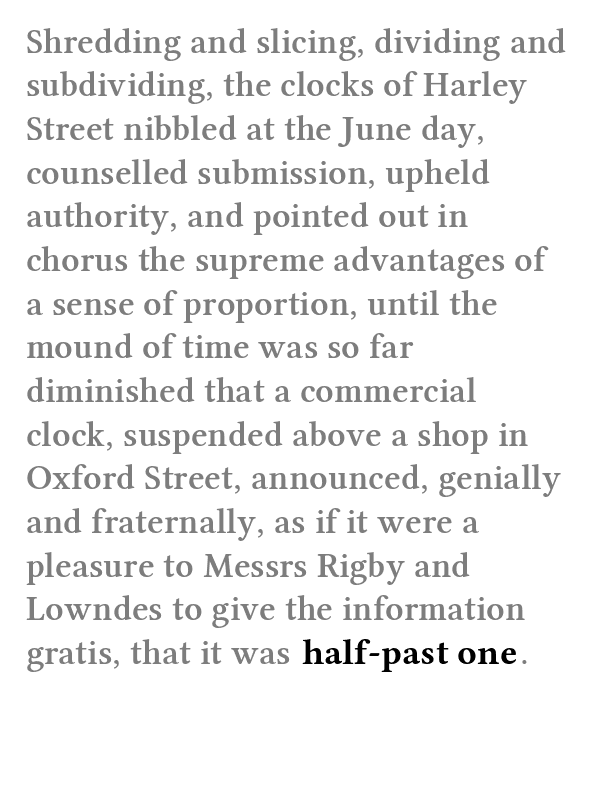 Shredding and slicing, dividing and
subdividing, the clocks of Harley
Street nibbled at the June day,
counselled submission, upheld
authority, and pointed out in
chorus the supreme advantages of
a sense of proportion, until the
mound of time was so far
diminished that a commercial
clock, suspended above a shop in
Oxford Street, announced, genially
and fraternally, as if it were a
pleasure to Messrs Rigby and
Lowndes to give the information
gratis, that it was half-past one.